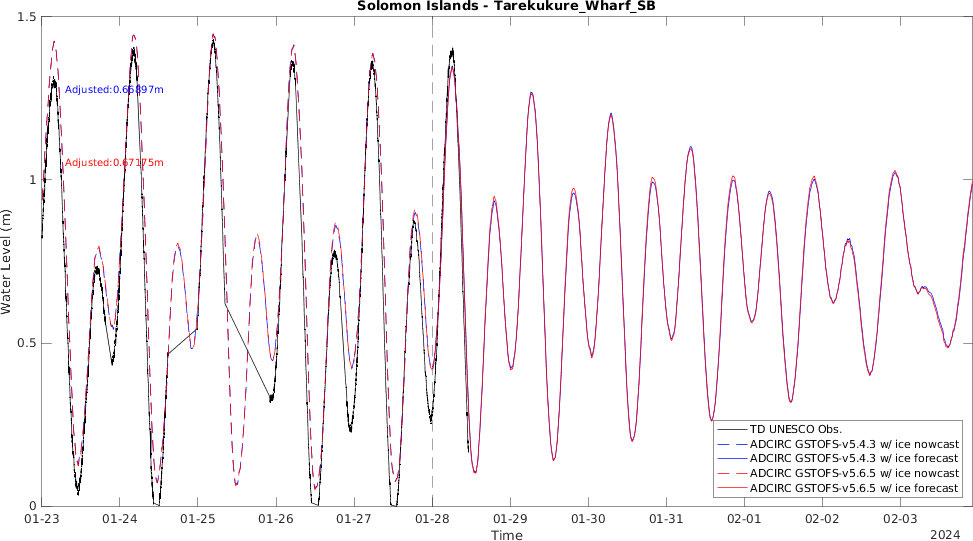 Solomon Islands - Tarekukure_Wharf_SB
Water Level (m)
1.5
1
0.5
0
Adjusted:0.65897m
Adjusted:0.67175m
TD UNESCO Obs.
ADCIRC GSTOFS-v5.4.3 w/ ice nowcast
ADCIRC GSTOFS-v5.4.3 w/ ice forecast
ADCIRC GSTOFS-v5.6.5 w/ ice nowcast
ADCIRC GSTOFS-v5.6.5 w/ ice forecast
01-23 01-24 01-25 01-26 01-27 01-28 01-29 01-30 01-31 02-01 02-02 02-03
Time
2024